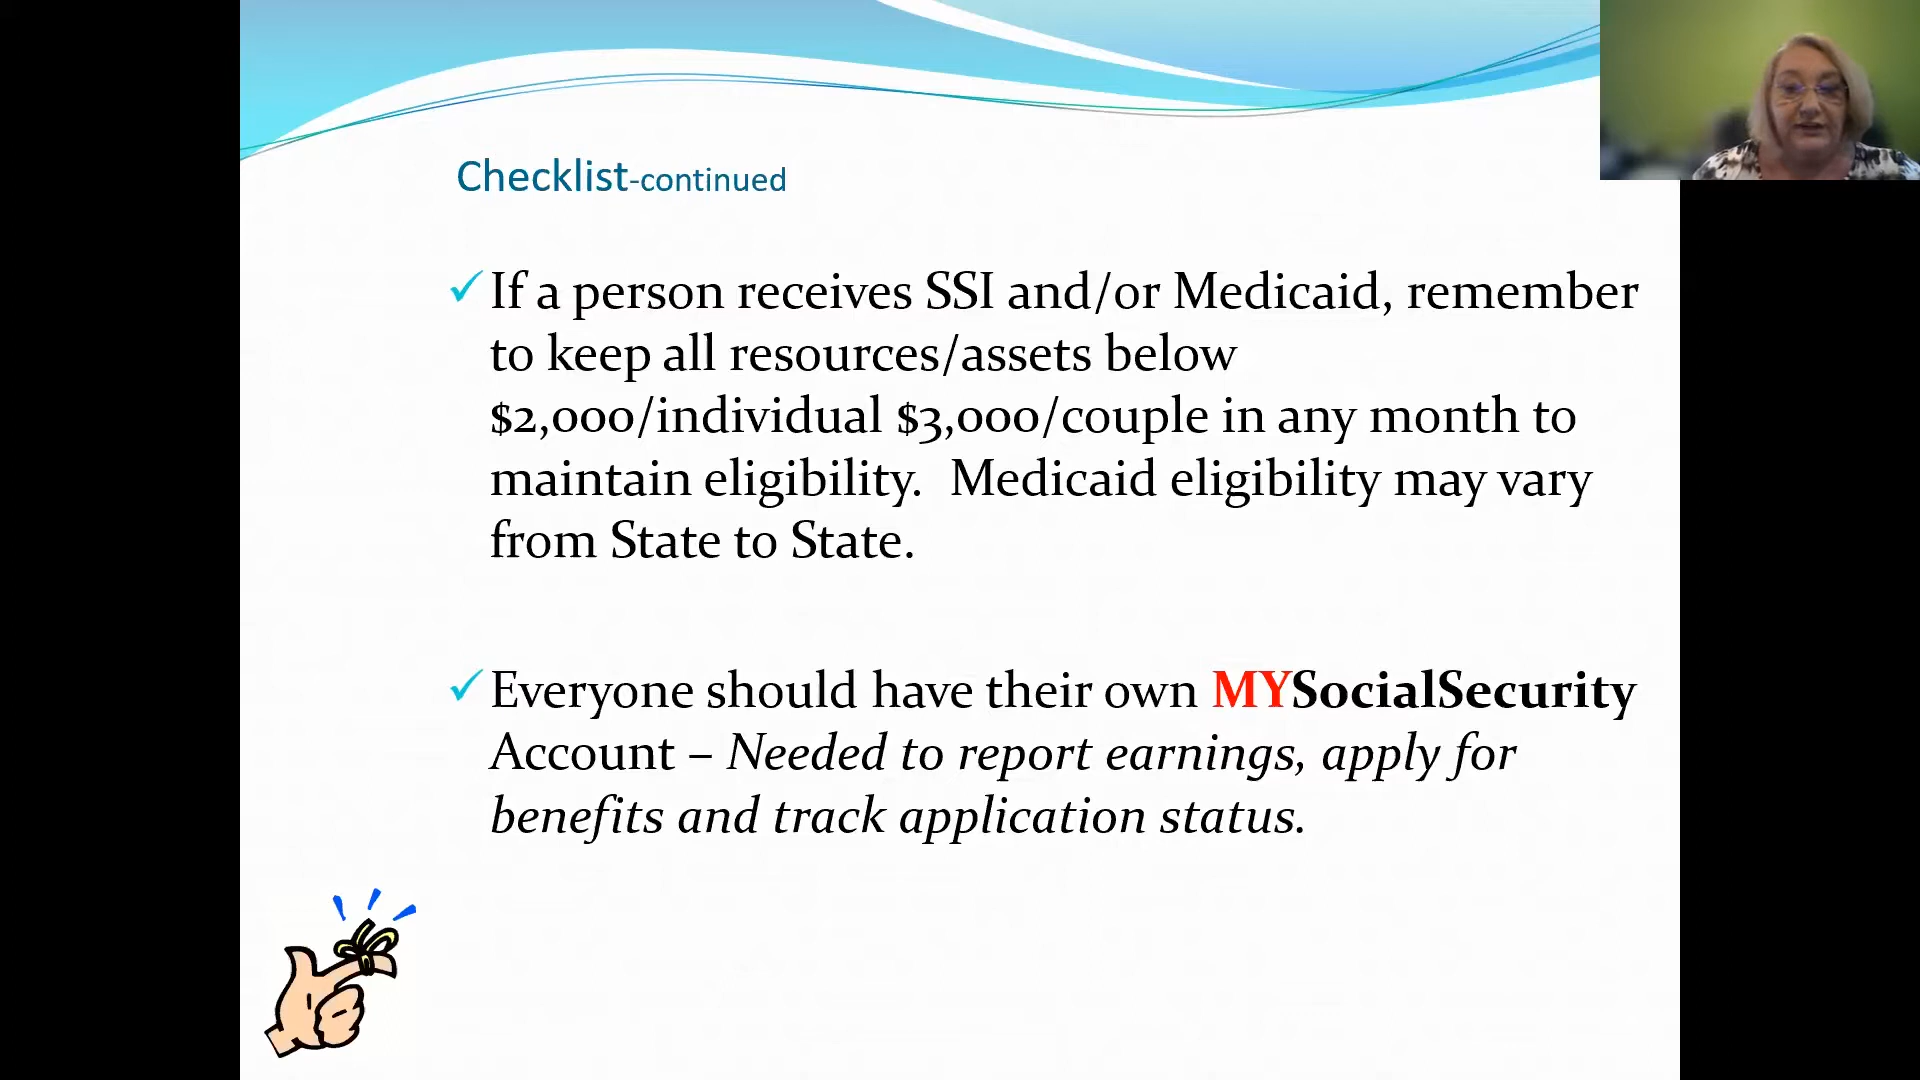 Checklist-continued
If a person receives SSI and/or Medicaid, remember
to keep all resources/assets below
$2,000/individual $3,000/couple in any month to
maintain eligibility.  Medicaid eligibility may vary
from State to State.
Everyone should have their own MYSocialSecurity
Account – Needed to report earnings, apply for
benefits and track application status.